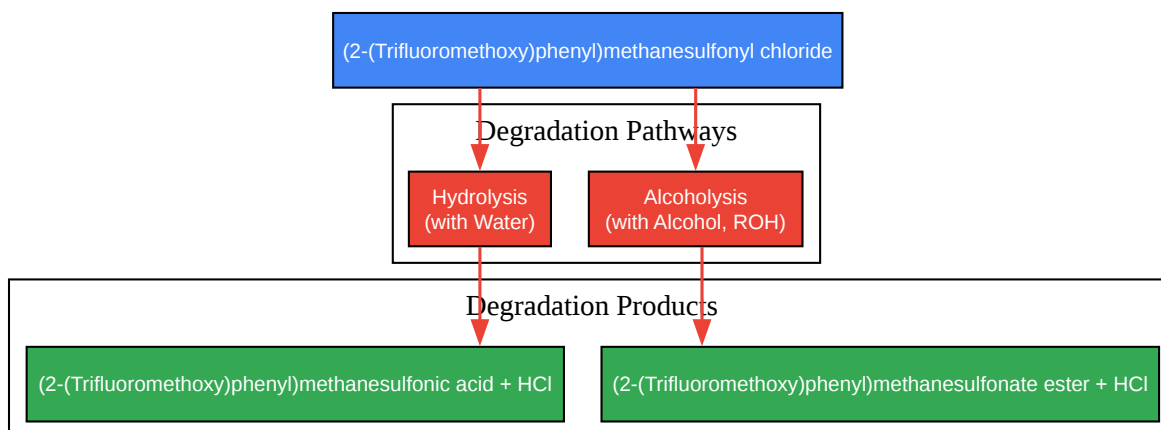 (2-(Trifluoromethoxy)phenyl)methanesulfonyl chloride
Degradation Pathways
Hydrolysis
(with Water)
Alcoholysis
(with Alcohol, ROH)
Degradation Products
(2-(Trifluoromethoxy)phenyl)methanesulfonic acid + HCl
(2-(Trifluoromethoxy)phenyl)methanesulfonate ester + HCl